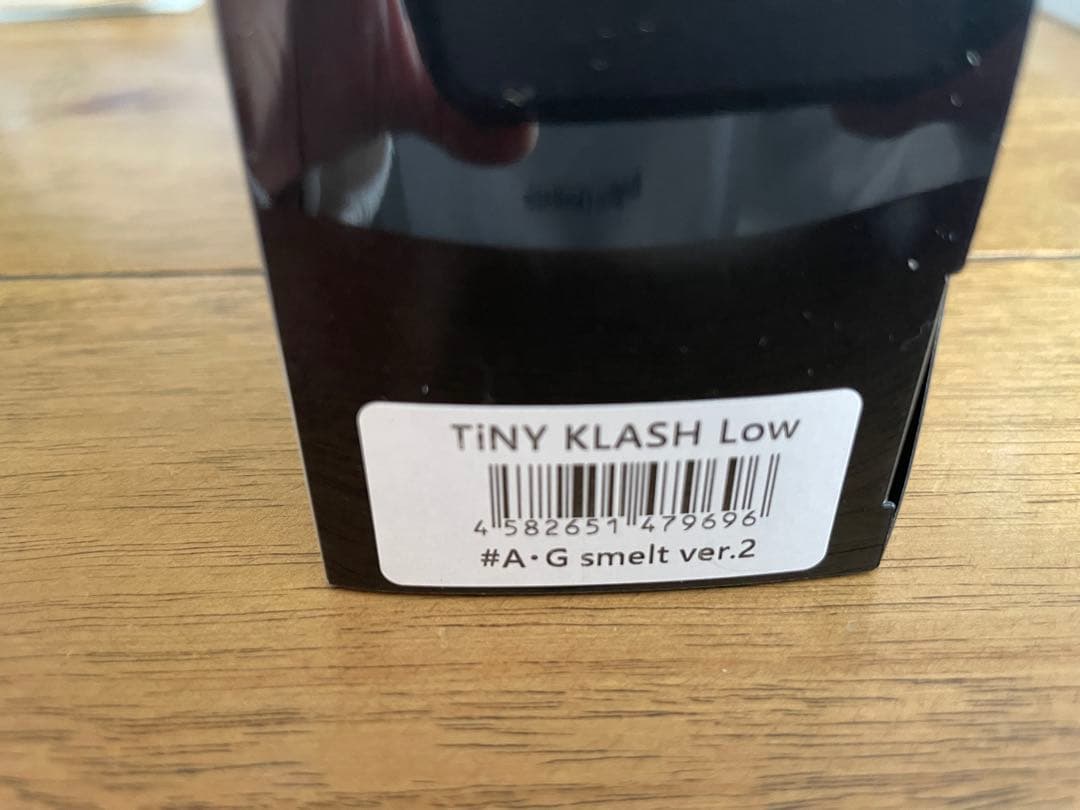 TiNY KLASH Low
4 582651 479696
#A・G smelt ver.2